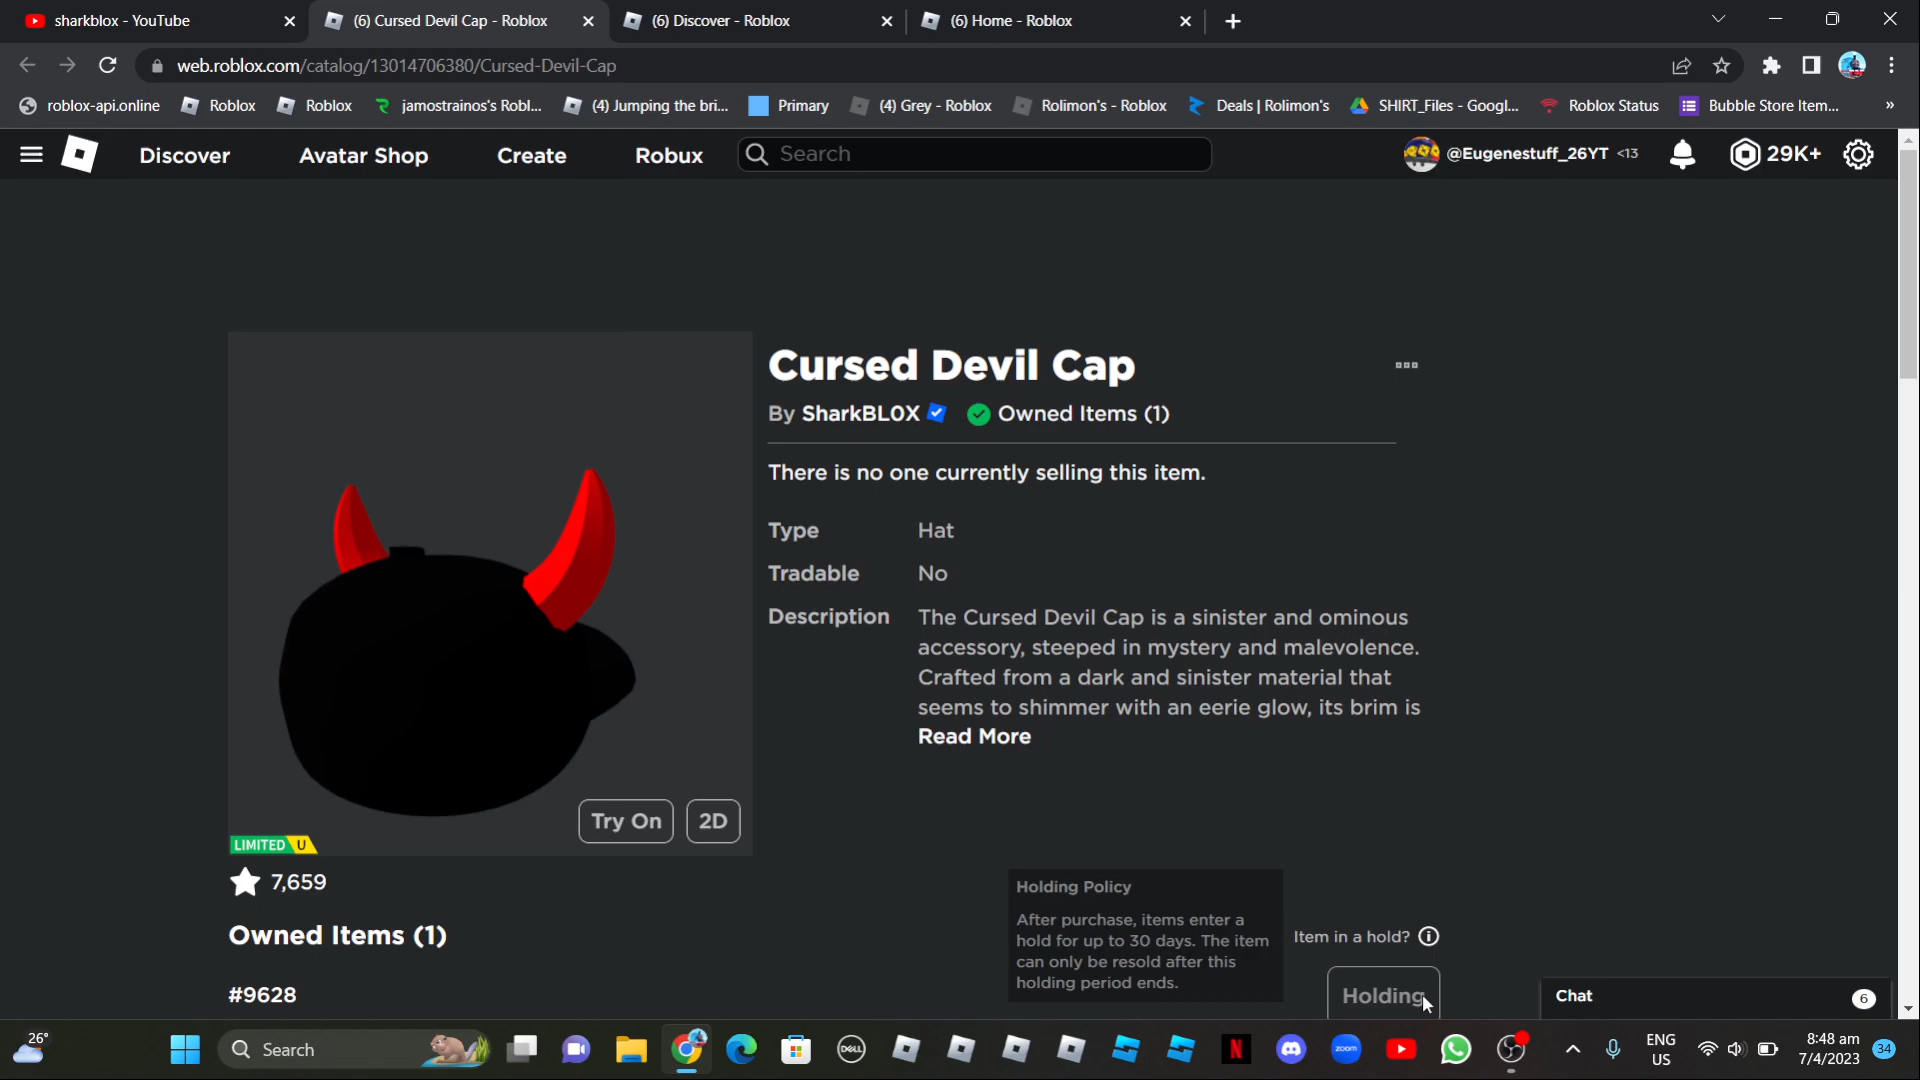 sharkblox - YouTube
(6) Cursed Devil Cap - Roblox
(6) Discover - Roblox
(6) Home - Roblox
web.roblox.com/catalog/13014706380/Cursed-Devil-Cap
roblox-api.online
Roblox
Roblox
jamostrainos's Robl...
(4) Jumping the bri...
Primary
(4) Grey - Roblox
Rolimon's - Roblox
Deals | Rolimon's
SHIRT_Files - Googl...
Roblox Status
Bubble Store Item...
»
Discover
Avatar Shop
Create
Robux
Search
@Eugenestuff_26YT <13
29K+
Cursed Devil Cap
By SharkBL0X
Owned Items (1)
There is no one currently selling this item.
Type Hat
Tradable No
Description The Cursed Devil Cap is a sinister and ominous
accessory, steeped in mystery and malevolence.
Crafted from a dark and sinister material that
seems to shimmer with an eerie glow, its brim is
Read More
Try On
2D
LIMITED U
7,659
Owned Items (1)
#9628
Holding Policy
After purchase, items enter a
hold for up to 30 days. The item
can only be resold after this
holding period ends.
Item in a hold?
Holding
Chat 6
26°
Search
DELL
N
zoom
ENG
US
8:48 am
7/4/2023
34